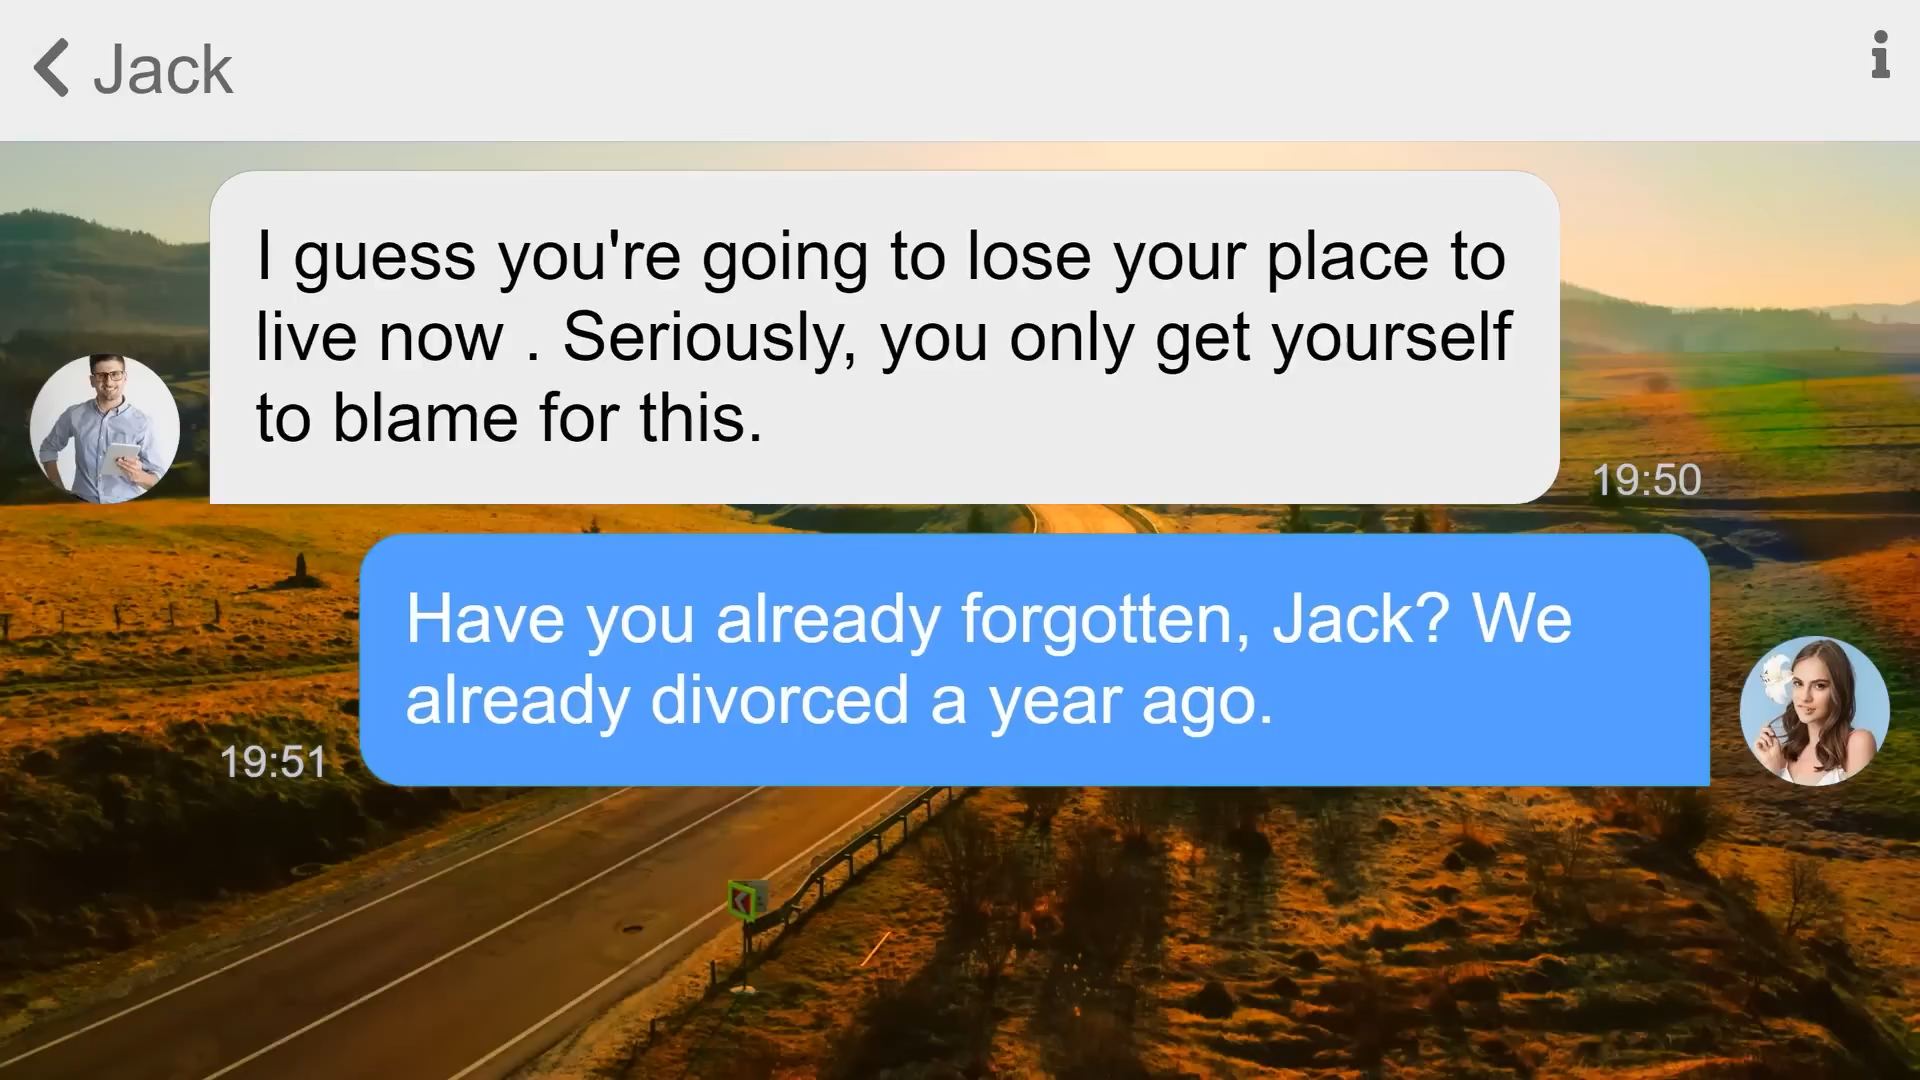 Jack
I guess you're going to lose your place to
live now . Seriously, you only get yourself
to blame for this.
19:50
Have you already forgotten, Jack? We
already divorced a year ago.
19:51